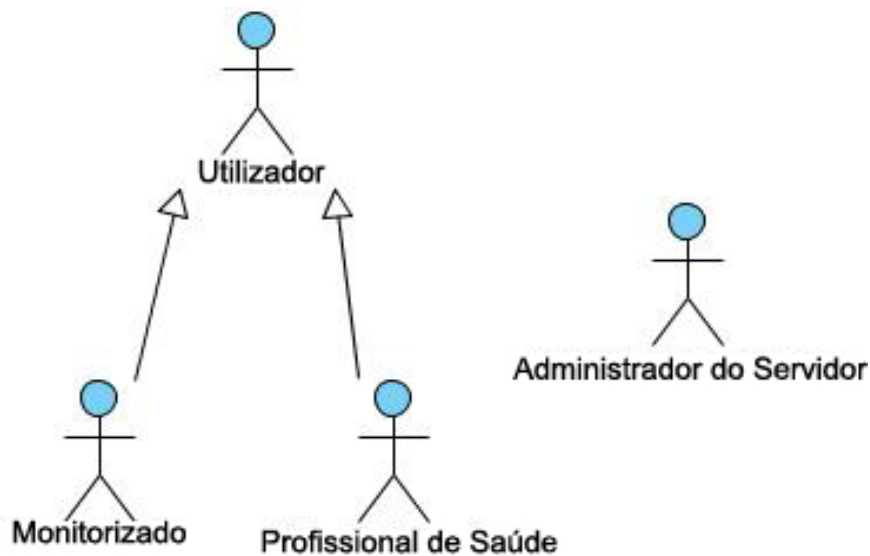 Utilizador
Administrador do Servidor
Monitorizado
Profissional de Saúde